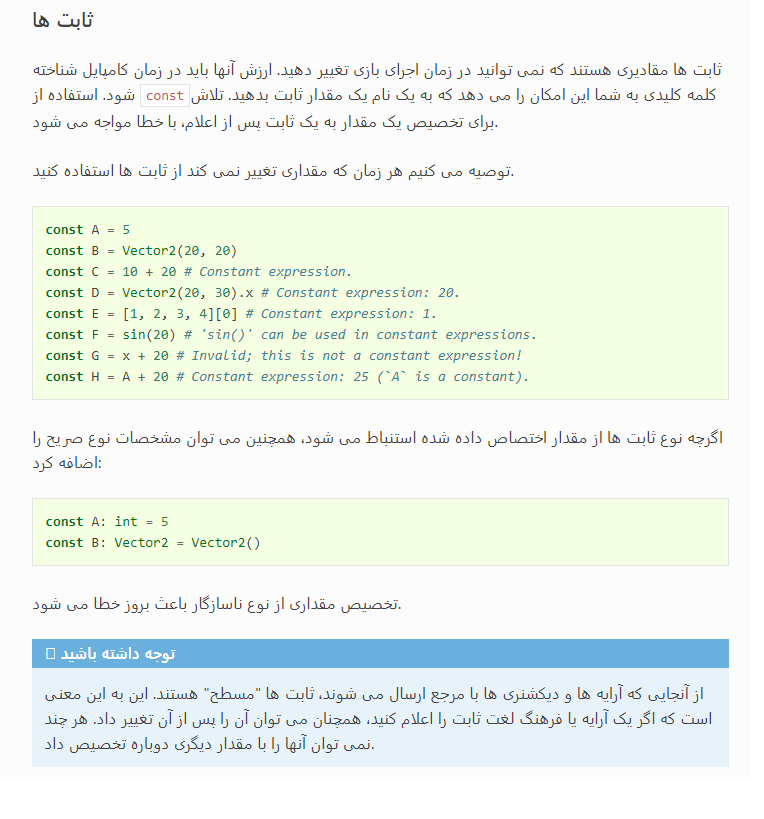 ثابت ها
ثابت ها مقادیری هستند که نمی توانید در زمان اجرای بازی تغییر دهید. ارزش آنها باید در زمان کامپایل شناخته
شود. استفاده از const کلمه کلیدی به شما این امکان را می دهد که به یک نام یک مقدار ثابت بدهید. تلاش
برای تخصیص یک مقدار به یک ثابت پس از اعلام، با خطا مواجه می شود.
توصیه می کنیم هر زمان که مقداری تغییر نمی کند از ثابت ها استفاده کنید.
const A = 5
const B = Vector2(20, 20)
const C = 10 + 20 # Constant expression.
const D = Vector2(20, 30).x # Constant expression: 20.
const E = [1, 2, 3, 4][0] # Constant expression: 1.
const F = sin(20) # 'sin()' can be used in constant expressions.
const G = x + 20 # Invalid; this is not a constant expression!
const H = A + 20 # Constant expression: 25 (`A` is a constant).
اگرچه نوع ثابت ها از مقدار اختصاص داده شده استنباط می شود، همچنین می توان مشخصات نوع صریح را
اضافه کرد:
const A: int = 5
const B: Vector2 = Vector2()
تخصیص مقداری از نوع ناسازگار باعث بروز خطا می شود.
توجه داشته باشید
از آنجایی که آرایه ها و دیکشنری ها با مرجع ارسال می شوند، ثابت ها "مسطح" هستند. این به این معنی
است که اگر یک آرایه یا فرهنگ لغت ثابت را اعلام کنید، همچنان می توان آن را پس از آن تغییر داد. هر چند
نمی توان آنها را با مقدار دیگری دوباره تخصیص داد.